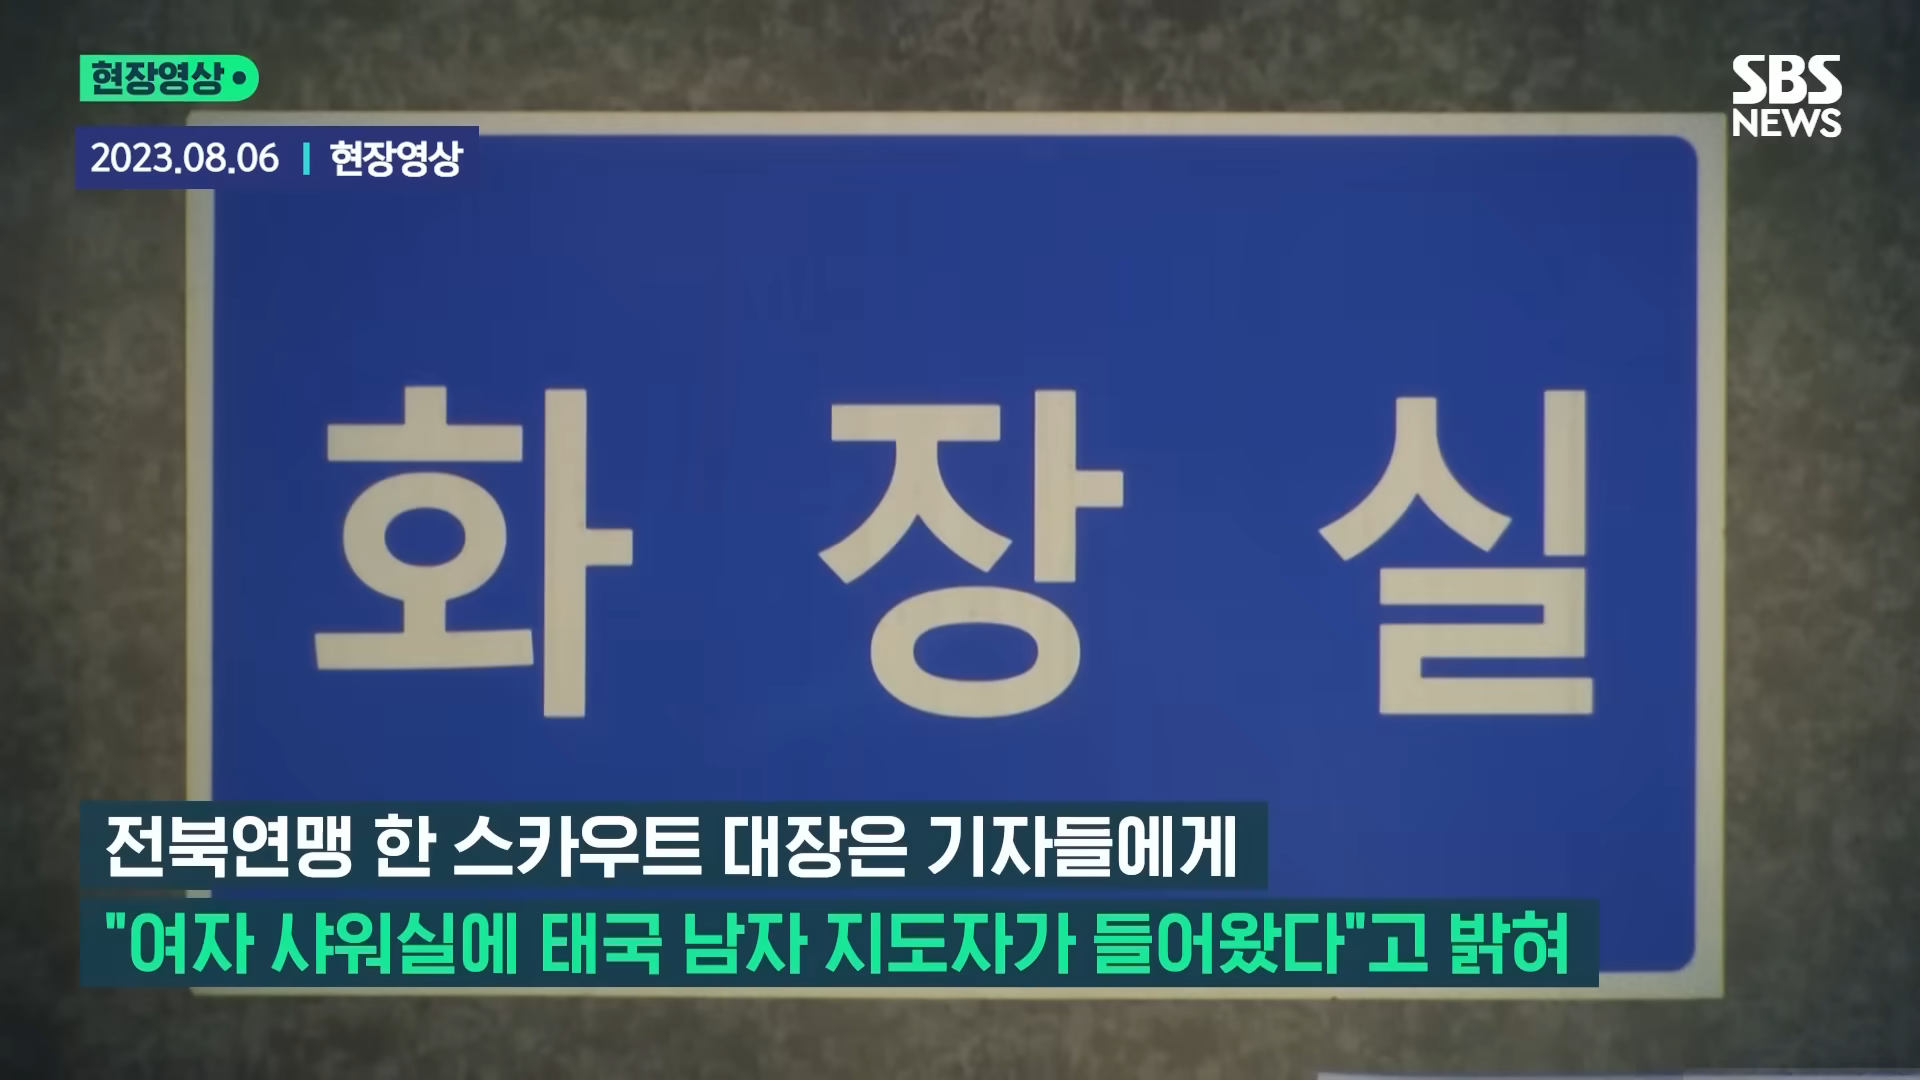 현장영상
SBS
NEWS
2023.08.06 | 현장영상
화장실
전북연맹 한 스카우트 대장은 기자들에게
"여자 샤워실에 태국 남자 지도자가 들어왔다"고 밝혀